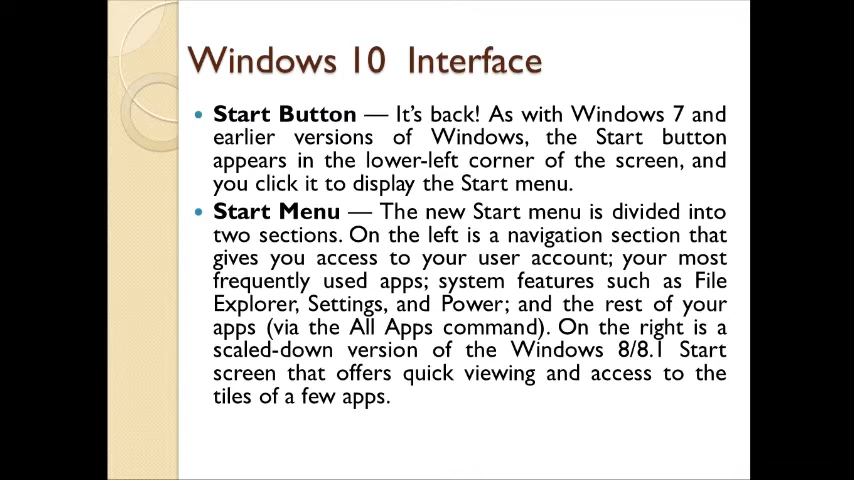 Windows 10 Interface
• Start Button — It's back! As with Windows 7 and
earlier versions of Windows, the Start button
appears in the lower-left corner of the screen, and
you click it to display the Start menu.
• Start Menu — The new Start menu is divided into
two sections. On the left is a navigation section that
gives you access to your user account; your most
frequently used apps; system features such as File
Explorer, Settings, and Power; and the rest of your
apps (via the All Apps command). On the right is a
scaled-down version of the Windows 8/8.1 Start
screen that offers quick viewing and access to the
tiles of a few apps.